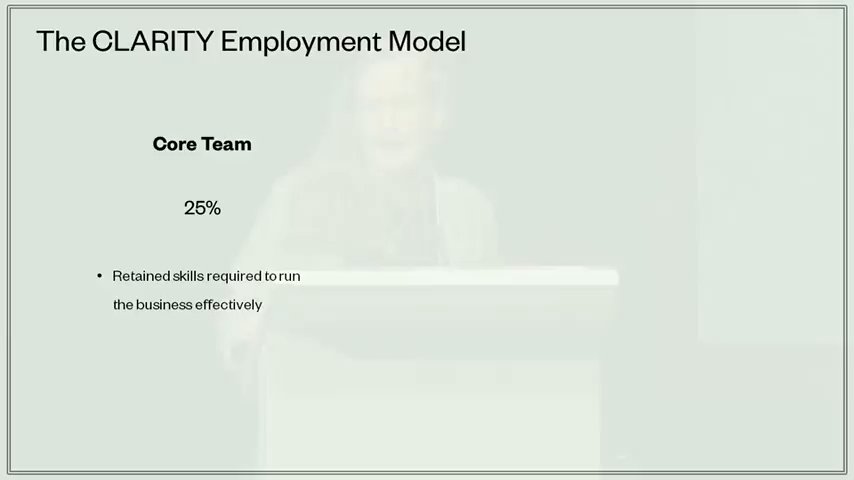 The CLARITY Employment Model
Core Team
25%
• Retained skills required to run
the business effectively